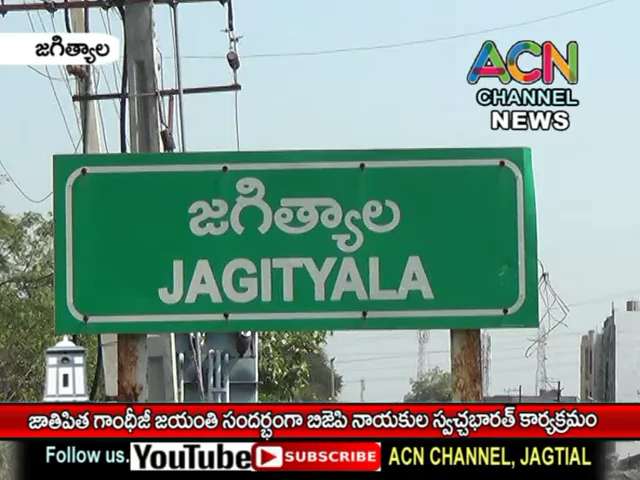 జగిత్యాల
ACN
CHANNEL
NEWS
జగిత్యాల
JAGITYALA
జాతిపిత గాంధీజీ జయంతి సందర్భంగా బిజెపి నాయకుల స్వచ్ఛభారత్ కార్యక్రమం
Follow us. YouTube SUBSCRIBE ACN CHANNEL, JAGTIAL